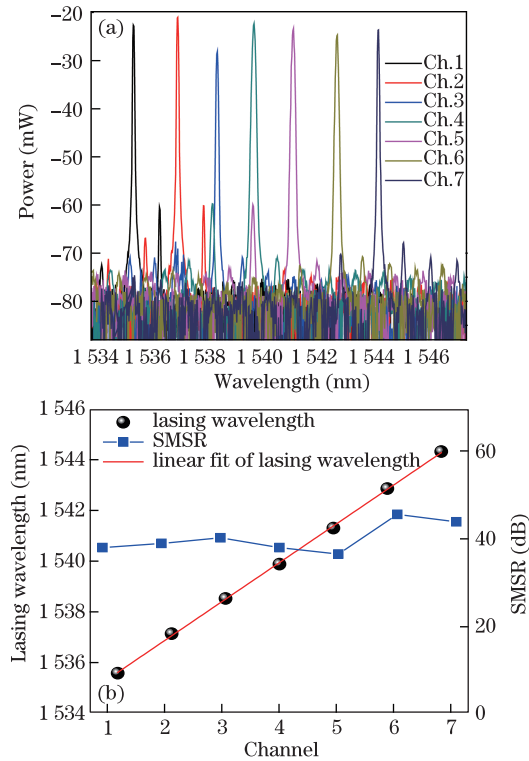 −20
−30
−40
−50
−60
−70
−80
Power (mW)
(a)
Ch.1
Ch.2
Ch.3
Ch.4
Ch.5
Ch.6
Ch.7
1 534 1 536 1 538 1 540 1 542 1 544 1 546
Wavelength (nm)
1 546
1 544
1 542
1 540
1 538
1 536
1 534
Lasing wavelength (nm)
lasing wavelength
SMSR
linear fit of lasing wavelength
(b)
60
40
20
0
SMSR (dB)
1 2 3 4 5 6 7
Channel